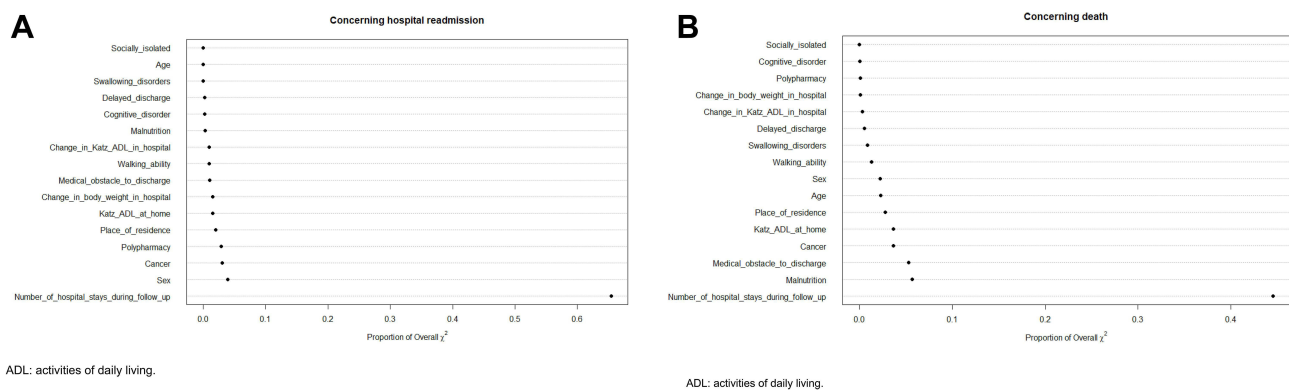 A
Concerning hospital readmission
Socially_isolated
Age
Swallowing_disorders
Delayed_discharge
Cognitive_disorder
Malnutrition
Change_in_Katz_ADL_in_hospital
Walking_ability
Medical_obstacle_to_discharge
Change_in_body_weight_in_hospital
Katz_ADL_at_home
Place_of_residence
Polypharmacy
Cancer
Sex
Number_of_hospital_stays_during_follow_up
0.0 0.1 0.2 0.3 0.4 0.5 0.6
Proportion of Overall χ²
ADL: activities of daily living.
B
Concerning death
Socially_isolated
Cognitive_disorder
Polypharmacy
Change_in_body_weight_in_hospital
Change_in_Katz_ADL_in_hospital
Delayed_discharge
Swallowing_disorders
Walking_ability
Sex
Age
Place_of_residence
Katz_ADL_at_home
Cancer
Medical_obstacle_to_discharge
Malnutrition
Number_of_hospital_stays_during_follow_up
0.0 0.1 0.2 0.3 0.4
Proportion of Overall χ²
ADL: activities of daily living.